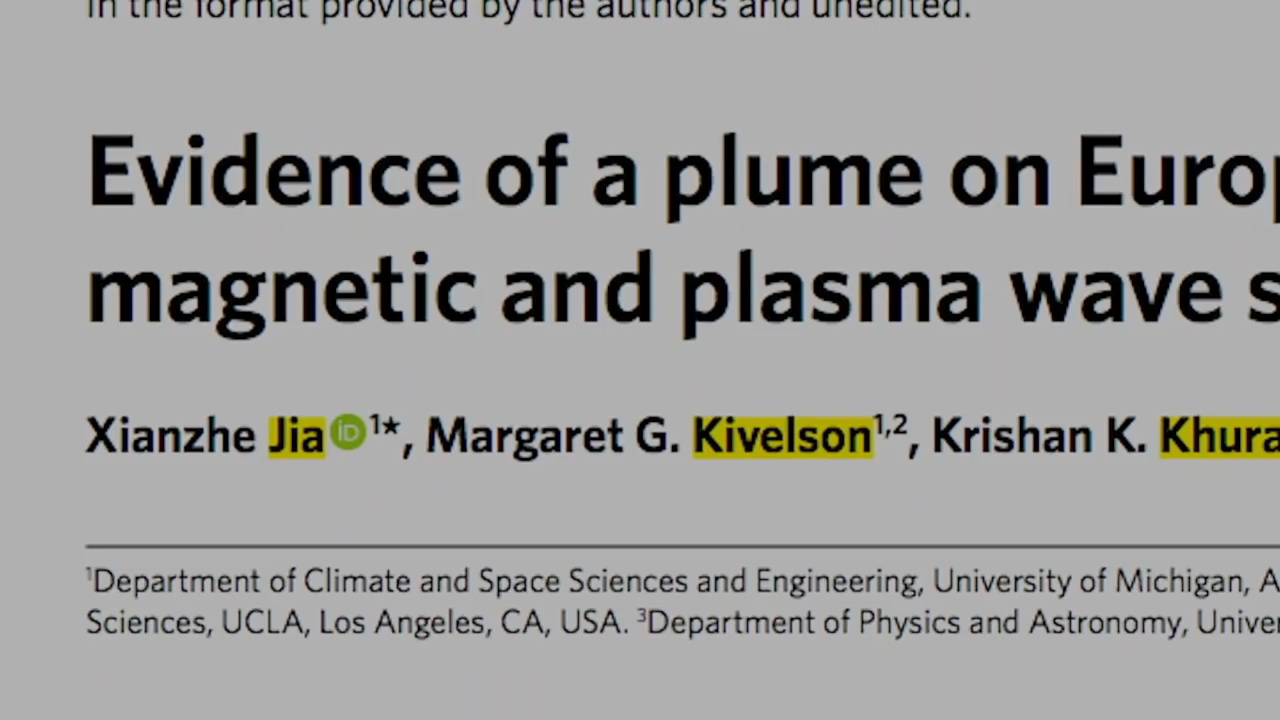 in the format provided by the authors and unedited.
Evidence of a plume on Euro
magnetic and plasma wave s
Xianzhe Jia iD 1*, Margaret G. Kivelson1,2, Krishan K. Khura
1Department of Climate and Space Sciences and Engineering, University of Michigan, A
Sciences, UCLA, Los Angeles, CA, USA. 3Department of Physics and Astronomy, Univer